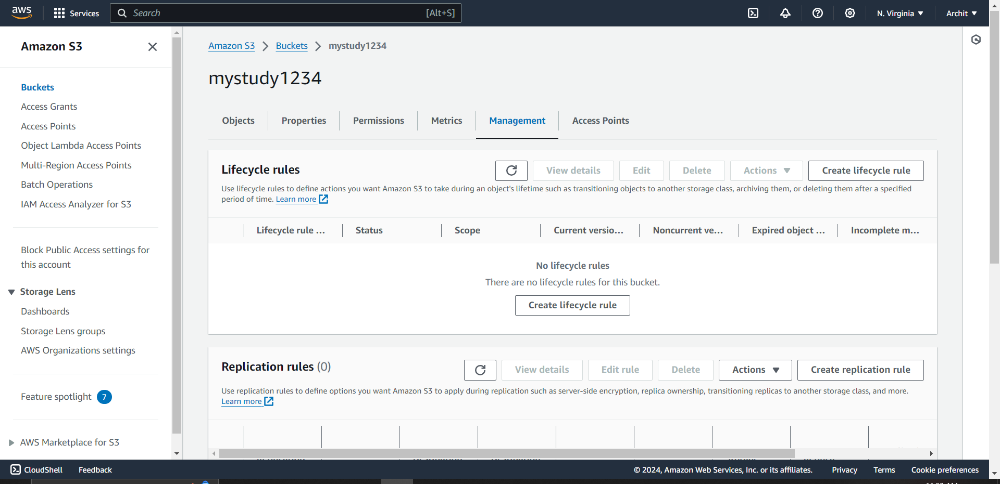 aws
Services
Search
[Alt+S]
N. Virginia
Archit
Amazon S3
Buckets
Access Grants
Access Points
Object Lambda Access Points
Multi-Region Access Points
Batch Operations
IAM Access Analyzer for S3
Block Public Access settings for
this account
Storage Lens
Dashboards
Storage Lens groups
AWS Organizations settings
Feature spotlight 7
AWS Marketplace for S3
Amazon S3 > Buckets > mystudy1234
mystudy1234
Objects
Properties
Permissions
Metrics
Management
Access Points
Lifecycle rules
View details
Edit
Delete
Actions
Create lifecycle rule
Use lifecycle rules to define actions you want Amazon S3 to take during an object's lifetime such as transitioning objects to another storage class, archiving them, or deleting them after a specified
period of time. Learn more
Lifecycle rule ...
Status
Scope
Current versio...
Noncurrent ve...
Expired object ...
Incomplete m...
No lifecycle rules
There are no lifecycle rules for this bucket.
Create lifecycle rule
Replication rules (0)
View details
Edit rule
Delete
Actions
Create replication rule
Use replication rules to define options you want Amazon S3 to apply during replication such as server-side encryption, replica ownership, transitioning replicas to another storage class, and more.
Learn more
CloudShell
Feedback
© 2024, Amazon Web Services, Inc. or its affiliates.
Privacy
Terms
Cookie preferences